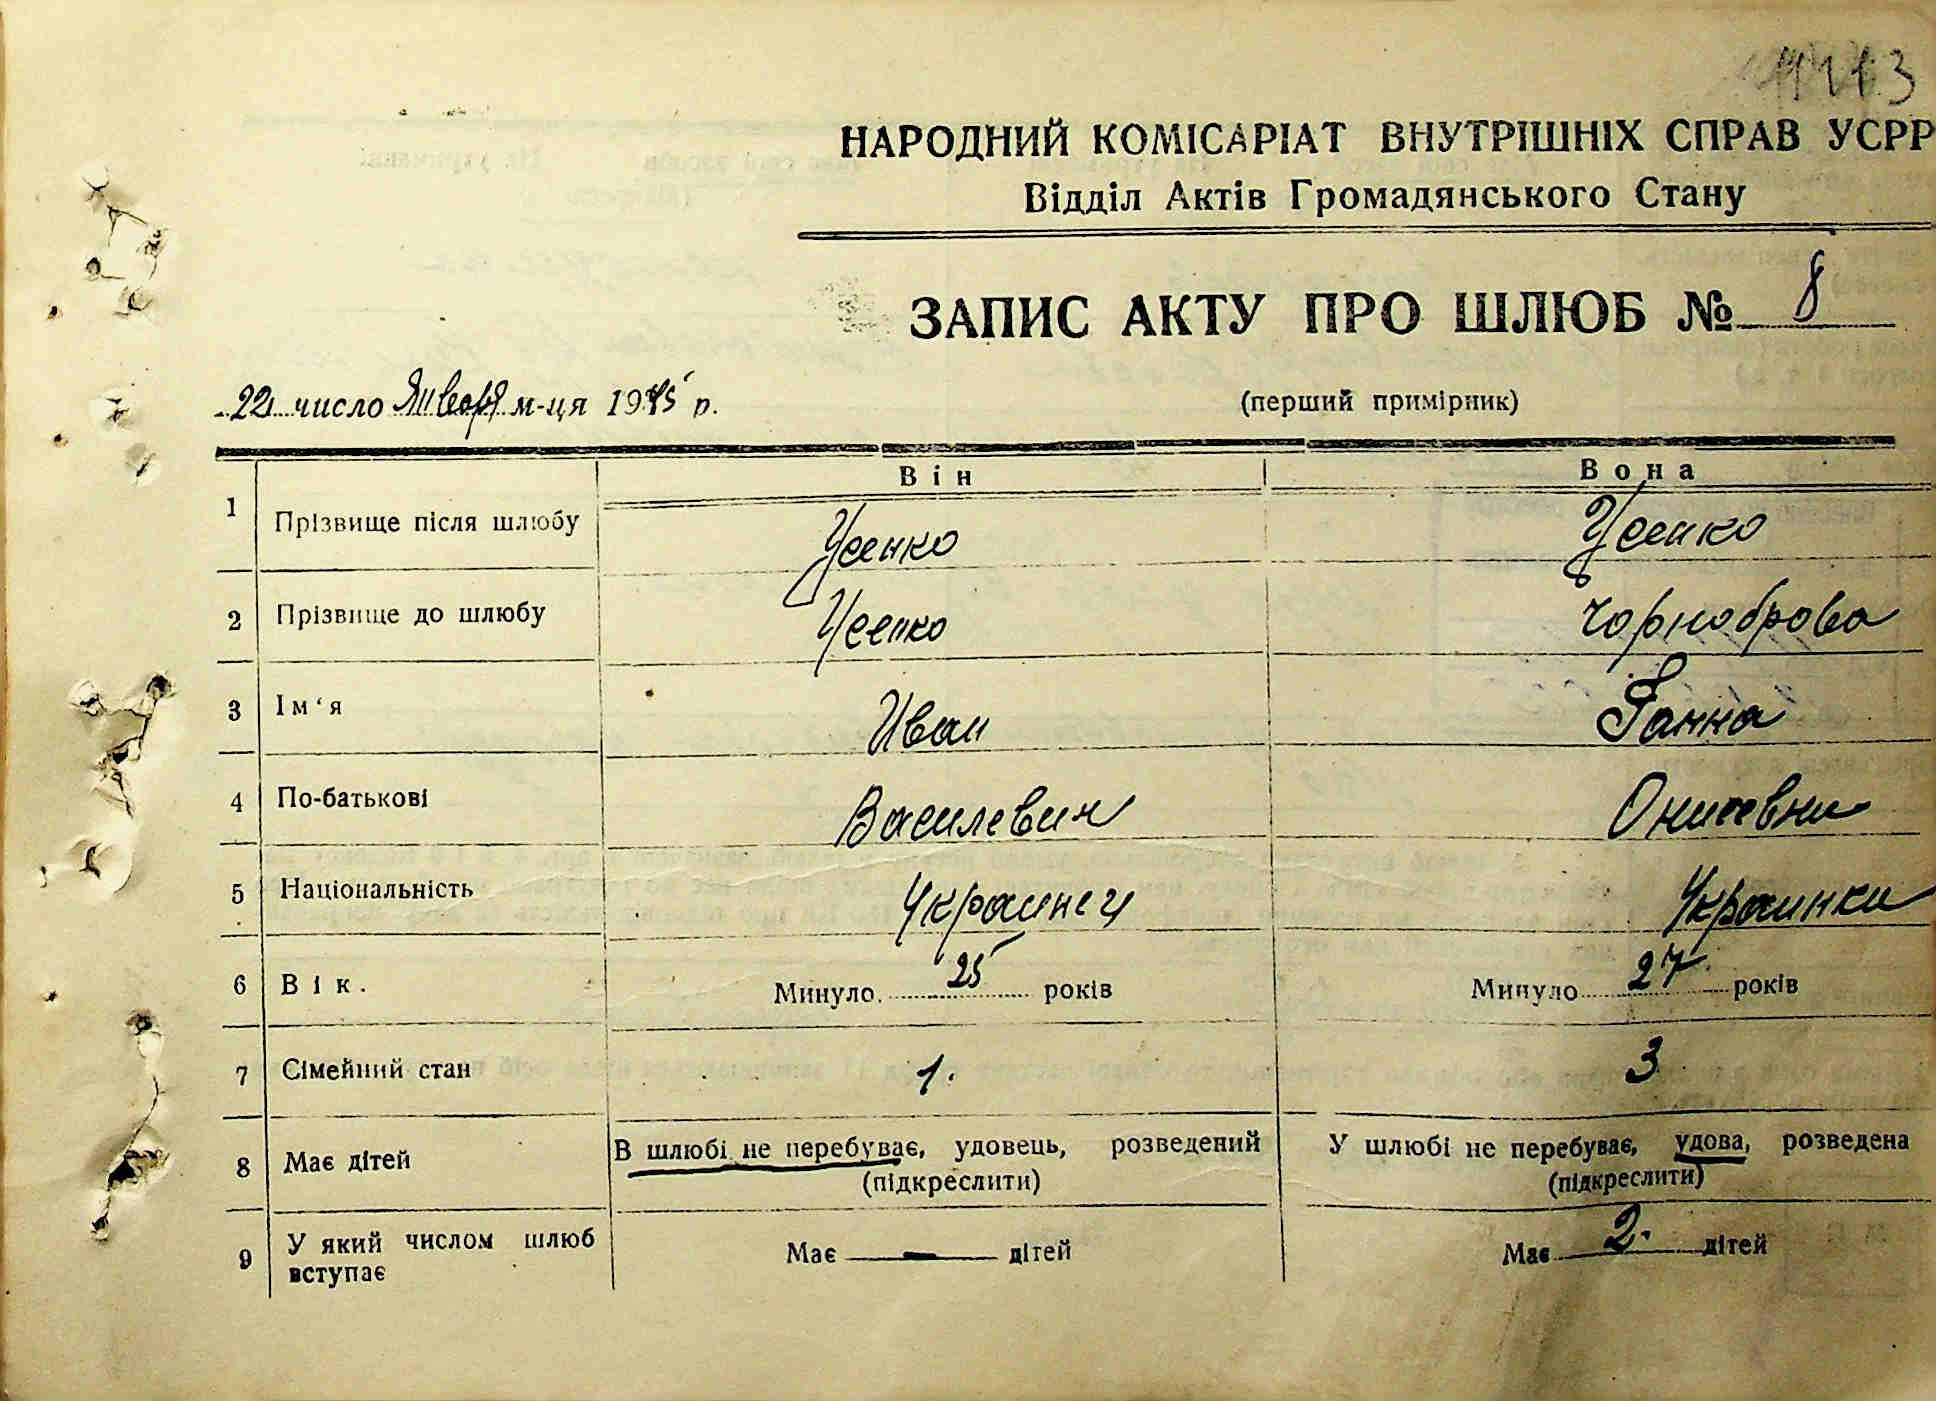 НАРОДНИЙ КОМІСАРІАТ ВНУТРІШНІХ СПРАВ УСРР
Відділ Актів Громадянського Стану
ЗАПИС АКТУ ПРО ШЛЮБ № 8
22 число Января м-ця 1945 р. (перший примірник)
Він Вона
1 Прізвище після шлюбу Усенко Усенко
2 Прізвище до шлюбу Усенко Чорноброва
3 Ім'я Иван Ганна
4 По-батькові Василевич Онисевни
5 Національність Украинец Украинка
6 Вік. Минуло 25 років Минуло 27 років
7 Сімейний стан 1. 3
8 Має дітей В шлюбі не перебуває, удовець, розведений У шлюбі не перебуває, удова, розведена
(підкреслити) (підкреслити)
9 У який числом шлюб вступає Має — дітей Має 2. дітей